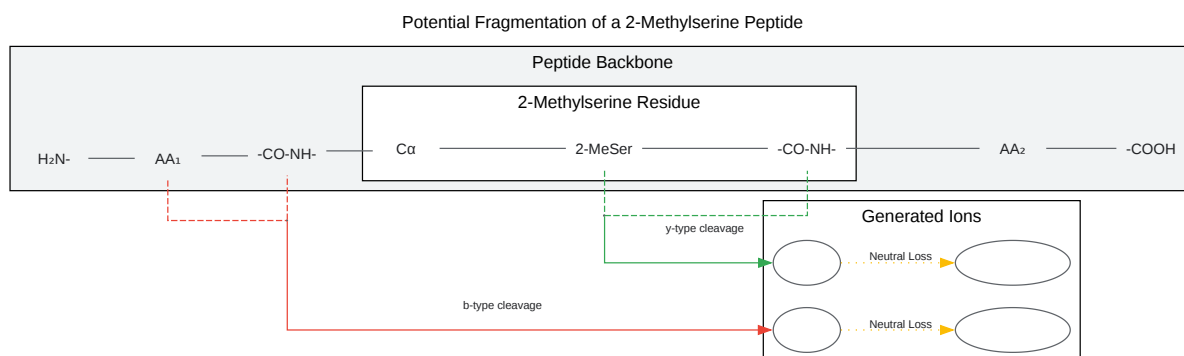 Potential Fragmentation of a 2-Methylserine Peptide
Peptide Backbone
2-Methylserine Residue
H₂N-
AA₁
-CO-NH-
Cα
2-MeSer
-CO-NH-
AA₂
-COOH
Generated Ions
y-type cleavage
Neutral Loss
b-type cleavage
Neutral Loss